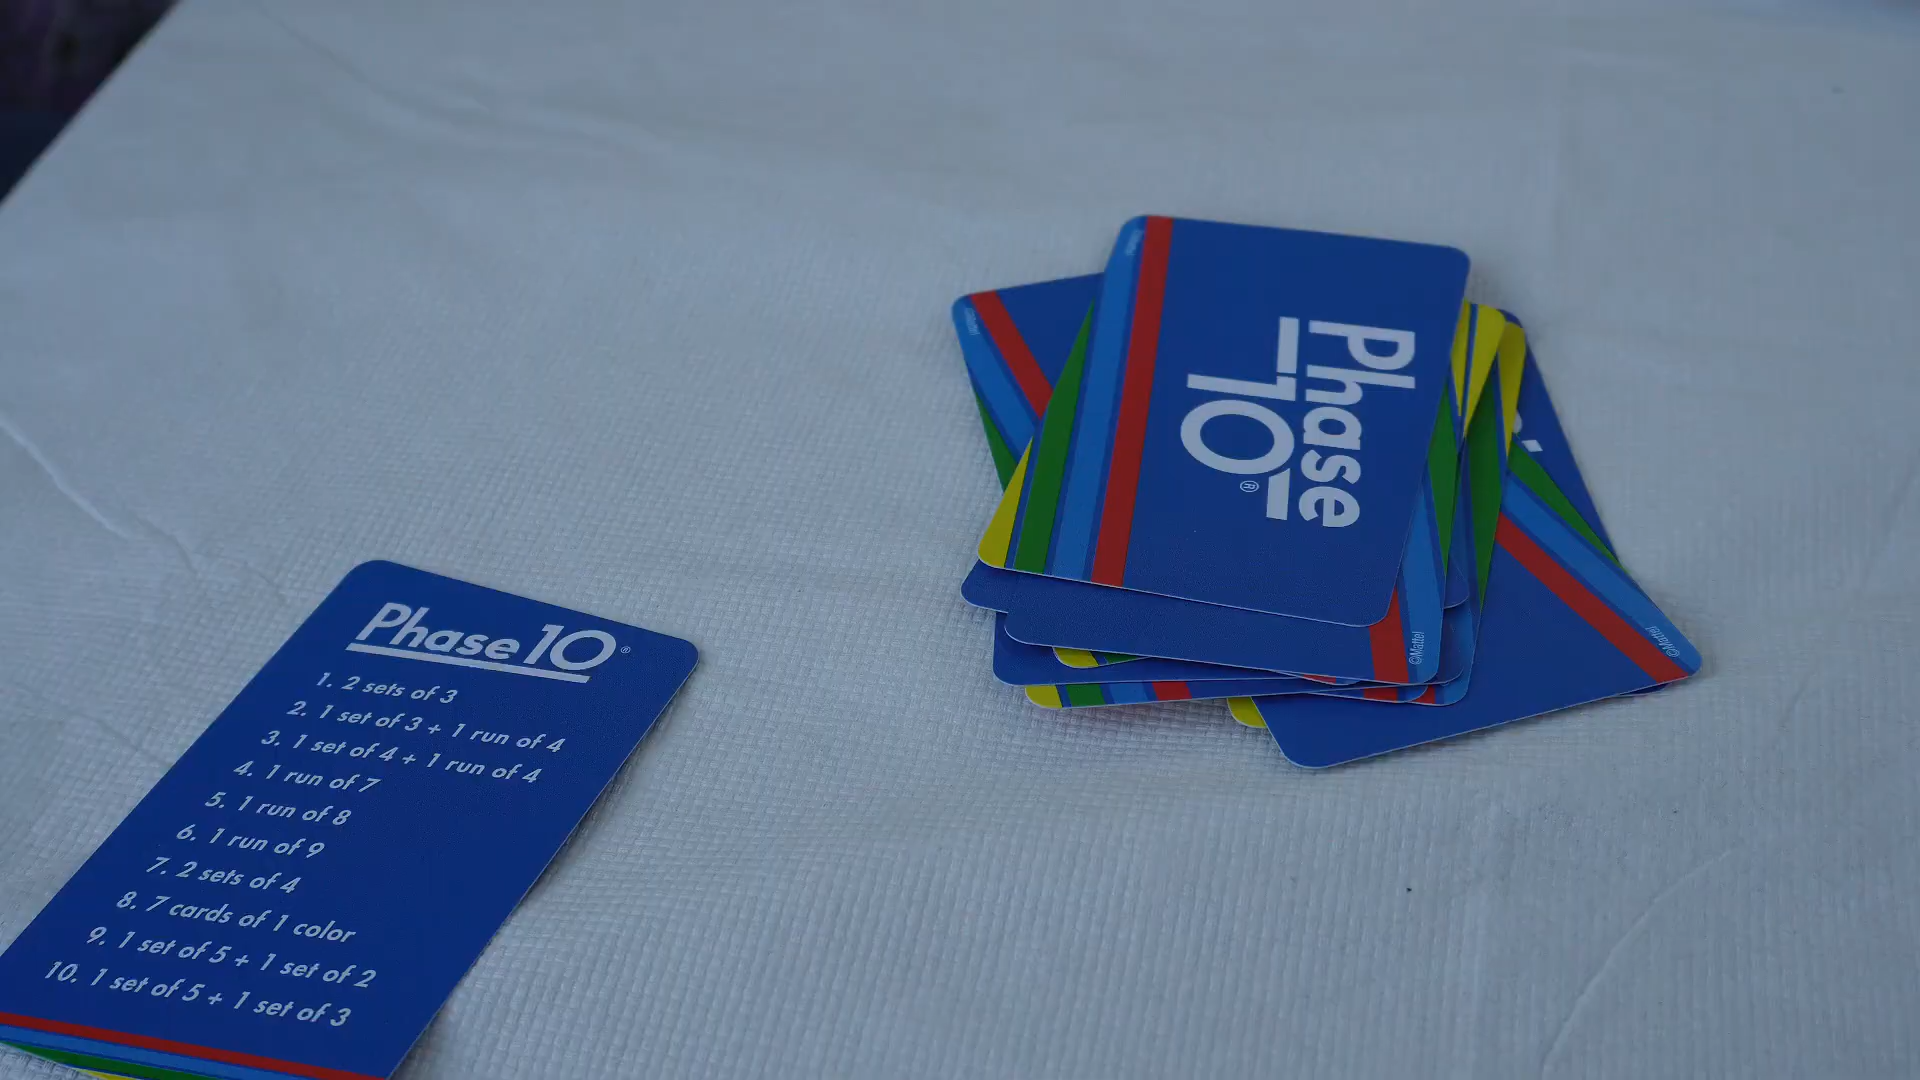 Phase 10®
1. 2 sets of 3
2. 1 set of 3 + 1 run of 4
3. 1 set of 4 + 1 run of 4
4. 1 run of 7
5. 1 run of 8
6. 1 run of 9
7. 2 sets of 4
8. 7 cards of 1 color
9. 1 set of 5 + 1 set of 2
10. 1 set of 5 + 1 set of 3
Phase
10®
©Mattel
©Mattel